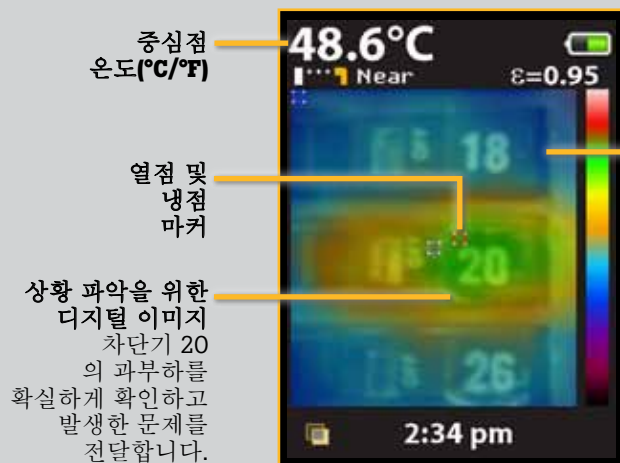 중심점
온도(°C/°F)
열점 및
냉점
마커
상황 파악을 위한
디지털 이미지
차단기 20
의 과부하를
확실하게 확인하고
발생한 문제를
전달합니다.
48.6°C
Near
ε=0.95
18
20
26
2:34 pm